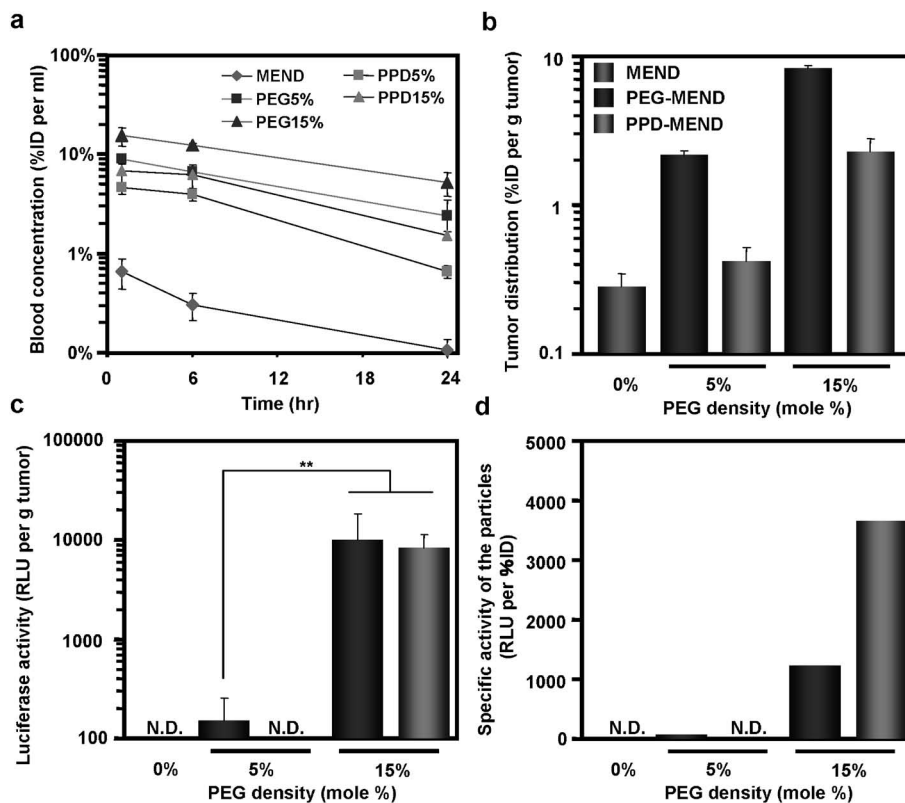 a
Blood concentration (%ID per ml)
100%
10%
1%
0%
MEND
PEG5%
PEG15%
PPD5%
PPD15%
0 6 12 18 24
Time (hr)
b
Tumor distribution (%ID per g tumor)
10
1
0.1
MEND
PEG-MEND
PPD-MEND
0% 5% 15%
PEG density (mole %)
c
Luciferase activity (RLU per g tumor)
100000
10000
1000
100
**
N.D. N.D.
0% 5% 15%
PEG density (mole %)
d
Specific activity of the particles
(RLU per %ID)
5000
4000
3000
2000
1000
0
N.D. N.D.
0% 5% 15%
PEG density (mole %)